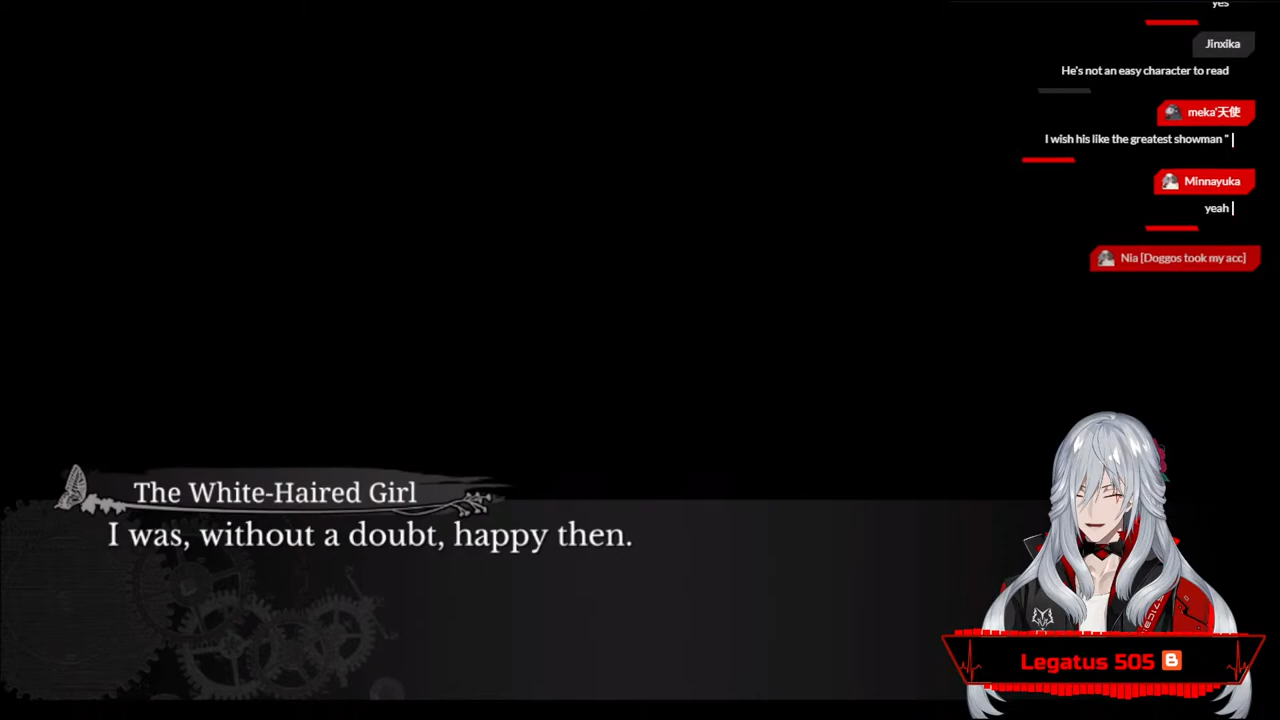 yes
Jinxika
He's not an easy character to read
meka'天使
I wish his like the greatest showman "
Minnayuka
yeah
Nia [Doggos took my acc]
The White-Haired Girl
I was, without a doubt, happy then.
Legatus 505